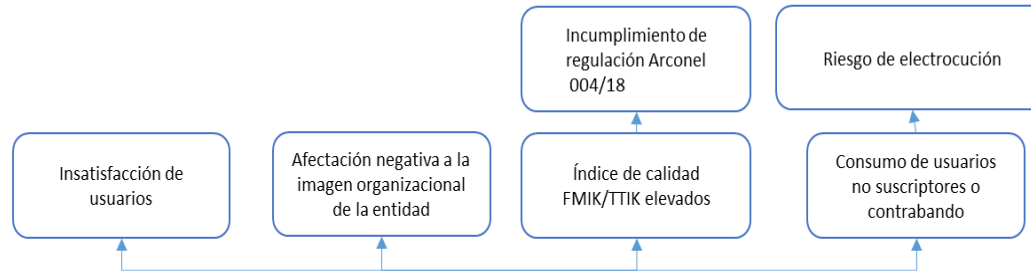 Incumplimiento de
regulación Arconel
004/18
Riesgo de electrocución
Insatisfacción de
usuarios
Afectación negativa a la
imagen organizacional
de la entidad
Índice de calidad
FMIK/TTIK elevados
Consumo de usuarios
no suscriptores o
contrabando